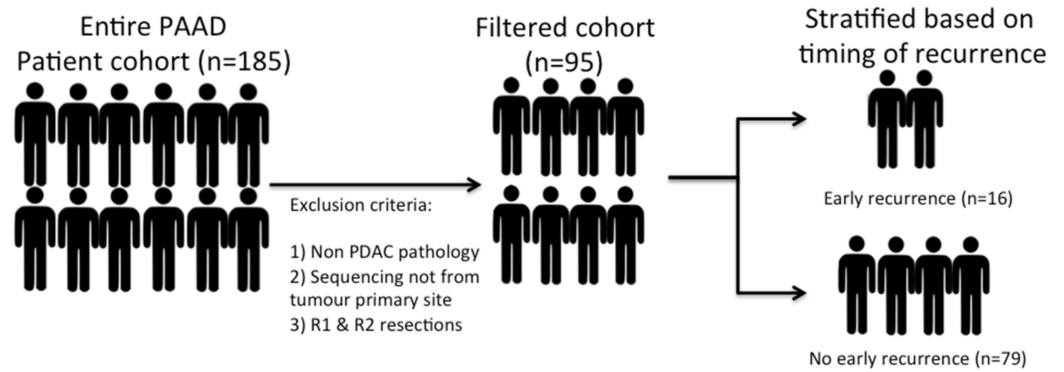 Entire PAAD
Patient cohort (n=185)
Exclusion criteria:
1) Non PDAC pathology
2) Sequencing not from
tumour primary site
3) R1 & R2 resections
Filtered cohort
(n=95)
Stratified based on
timing of recurrence
Early recurrence (n=16)
No early recurrence (n=79)